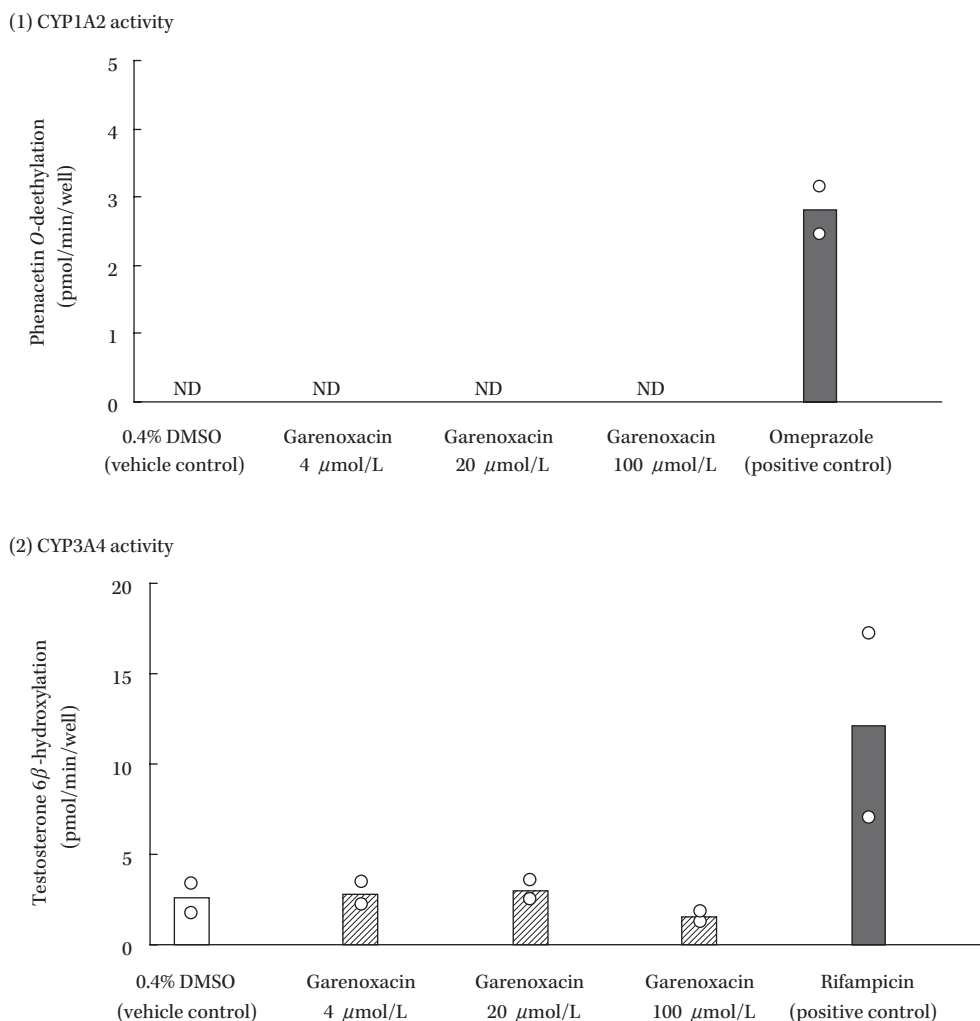 (1) CYP1A2 activity
Phenacetin O-deethylation
(pmol/min/well)
5
4
3
2
1
0
ND
ND
ND
ND
0.4% DMSO
(vehicle control)
Garenoxacin
4 μmol/L
Garenoxacin
20 μmol/L
Garenoxacin
100 μmol/L
Omeprazole
(positive control)
(2) CYP3A4 activity
Testosterone 6β-hydroxylation
(pmol/min/well)
20
15
10
5
0
0.4% DMSO
(vehicle control)
Garenoxacin
4 μmol/L
Garenoxacin
20 μmol/L
Garenoxacin
100 μmol/L
Rifampicin
(positive control)